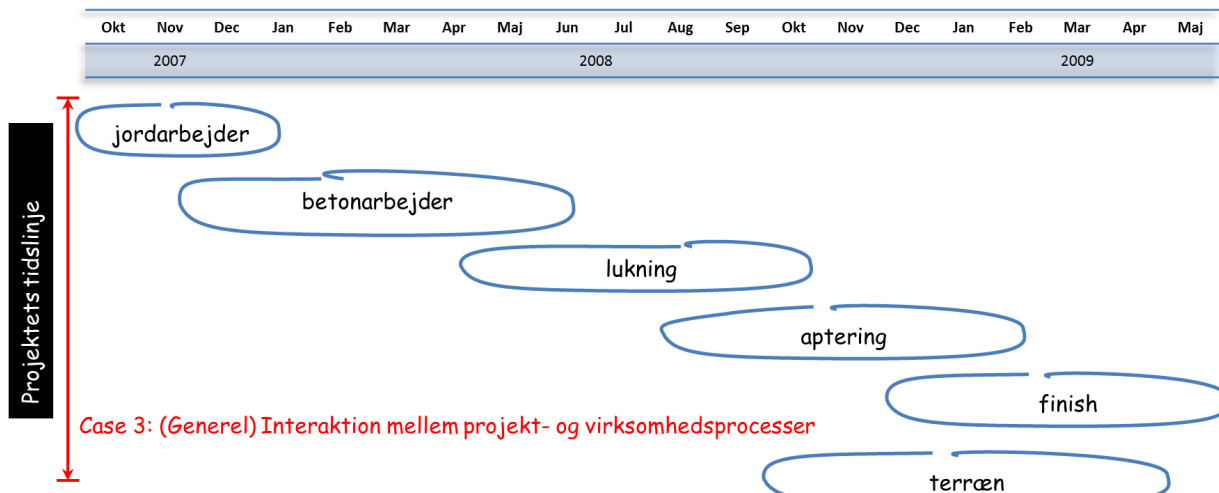 Okt Nov Dec Jan Feb Mar Apr Maj Jun Jul Aug Sep Okt Nov Dec Jan Feb Mar Apr Maj
2007 2008 2009
Projektets tidslinje
jordarbejder
betonarbejder
lukning
aptering
finish
Case 3: (Generel) Interaktion mellem projekt- og virksomhedsprocesser
terræn